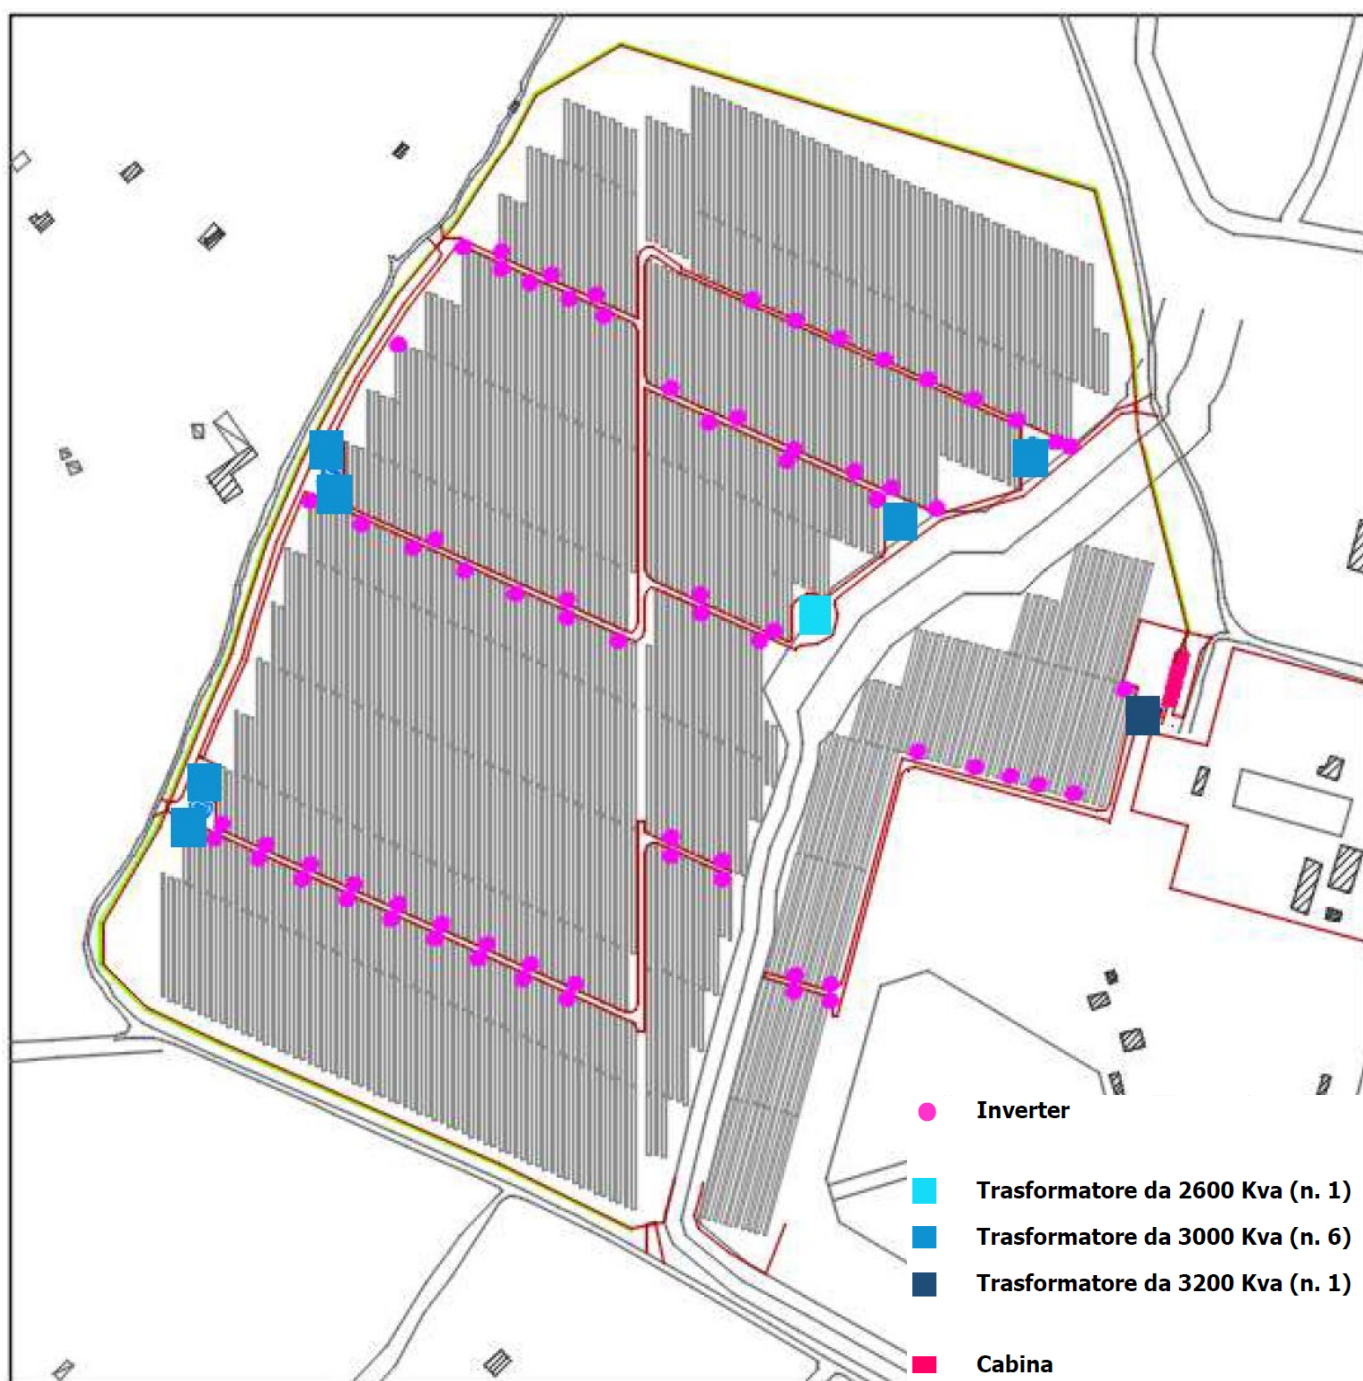 Inverter
Trasformatore da 2600 Kva (n. 1)
Trasformatore da 3000 Kva (n. 6)
Trasformatore da 3200 Kva (n. 1)
Cabina